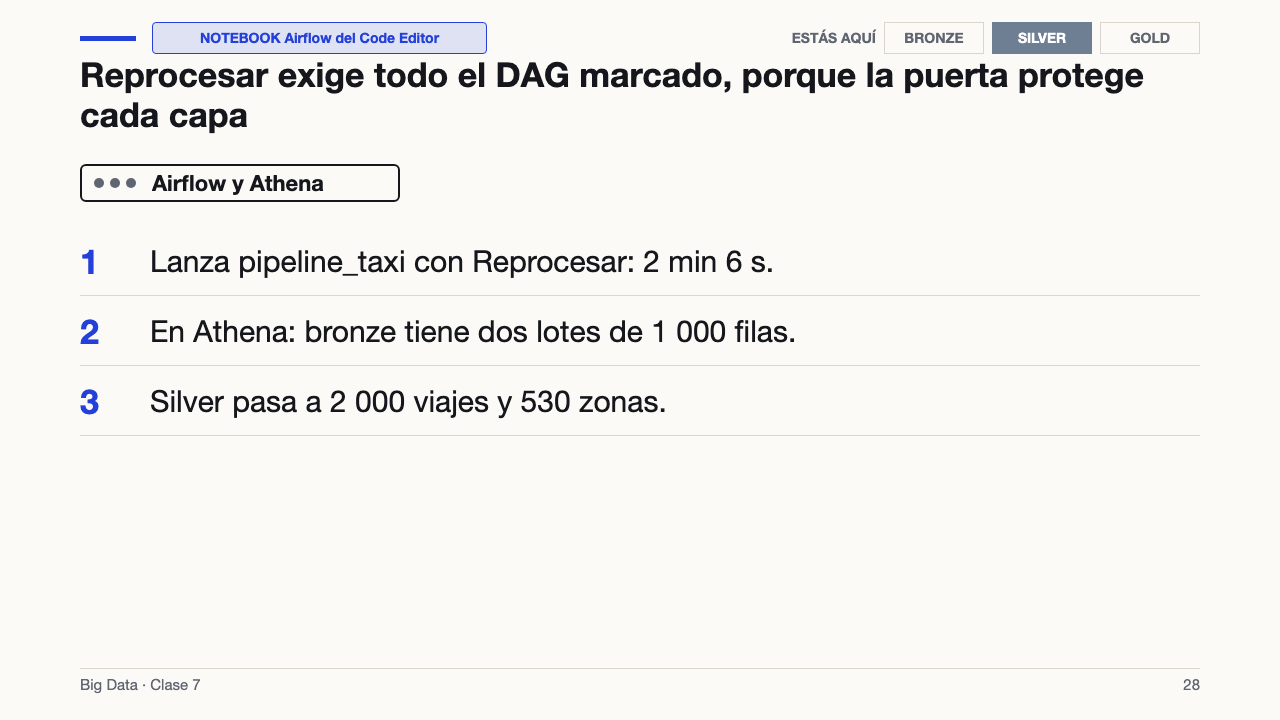 NOTEBOOK Airflow del Code Editor
ESTÁS AQUÍ
BRONZE
SILVER
GOLD
Reprocesar exige todo el DAG marcado, porque la puerta protege
cada capa
Airflow y Athena
1 Lanza pipeline_taxi con Reprocesar: 2 min 6 s.
2 En Athena: bronze tiene dos lotes de 1 000 filas.
3 Silver pasa a 2 000 viajes y 530 zonas.
Big Data · Clase 7
28